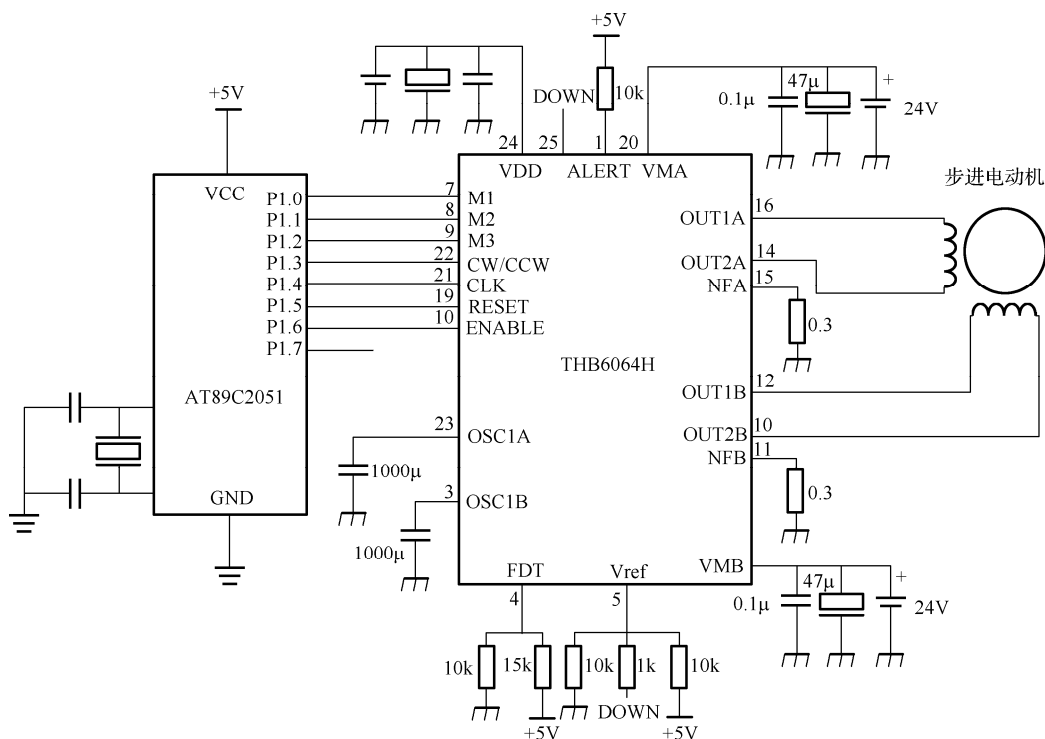 +5V
+5V
DOWN
10k
47μ
+
0.1μ
24V
24
25
1
20
VDD
ALERT
VMA
步进电动机
VCC
P1.0
7
M1
OUT1A
16
P1.1
8
M2
P1.2
9
M3
OUT2A
14
P1.3
22
CW/CCW
P1.4
21
CLK
NFA
15
P1.5
19
RESET
P1.6
10
ENABLE
0.3
P1.7
THB6064H
AT89C2051
OUT1B
12
23
OSC1A
OUT2B
10
1000μ
NFB
11
GND
3
OSC1B
0.3
1000μ
FDT
Vref
VMB
4
5
47μ
+
0.1μ
24V
10k
15k
10k
1k
10k
DOWN
+5V
+5V